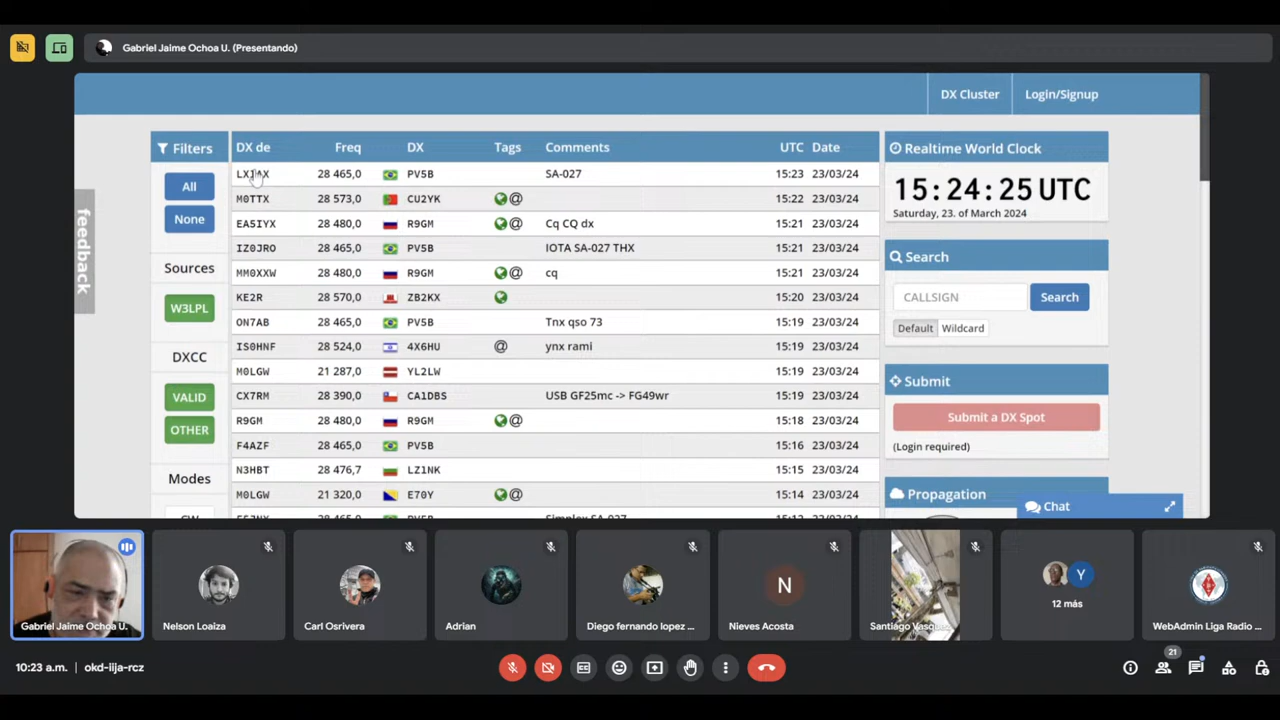 Gabriel Jaime Ochoa U. (Presentando)
DX Cluster Login/Signup
feedback
Filters
All
None
Sources
W3LPL
DXCC
VALID
OTHER
Modes
DX de Freq DX Tags Comments UTC Date
28 465,0 PV5B SA-027 15:23 23/03/24
M0TTX 28 573,0 CU2YK @ 15:22 23/03/24
EA5IYX 28 480,0 R9GM @ Cq CQ dx 15:21 23/03/24
IZ0JRO 28 465,0 PV5B IOTA SA-027 THX 15:21 23/03/24
MM0XXW 28 480,0 R9GM @ cq 15:21 23/03/24
KE2R 28 570,0 ZB2KX 15:20 23/03/24
ON7AB 28 465,0 PV5B Tnx qso 73 15:19 23/03/24
IS0HNF 28 524,0 4X6HU @ ynx rami 15:19 23/03/24
M0LGW 21 287,0 YL2LW 15:19 23/03/24
CX7RM 28 390,0 CA1DBS USB GF25mc -> FG49wr 15:19 23/03/24
R9GM 28 480,0 R9GM @ 15:18 23/03/24
F4AZF 28 465,0 PV5B 15:16 23/03/24
N3HBT 28 476,7 LZ1NK 15:15 23/03/24
M0LGW 21 320,0 E70Y @ 15:14 23/03/24
28 465,0 PV5B Simplex SA-027
Realtime World Clock
15:24:25 UTC
Saturday, 23. of March 2024
Search
CALLSIGN Search
Default Wildcard
Submit
Submit a DX Spot
(Login required)
Propagation
Chat
Gabriel Jaime Ochoa U.
Nelson Loaiza
Carl Osrivera
Adrian
Diego fernando lopez ...
N
Nieves Acosta
Santiago Vasquez
Y
12 más
WebAdmin Liga Radio ...
10:23 a.m. okd-iija-rcz
21